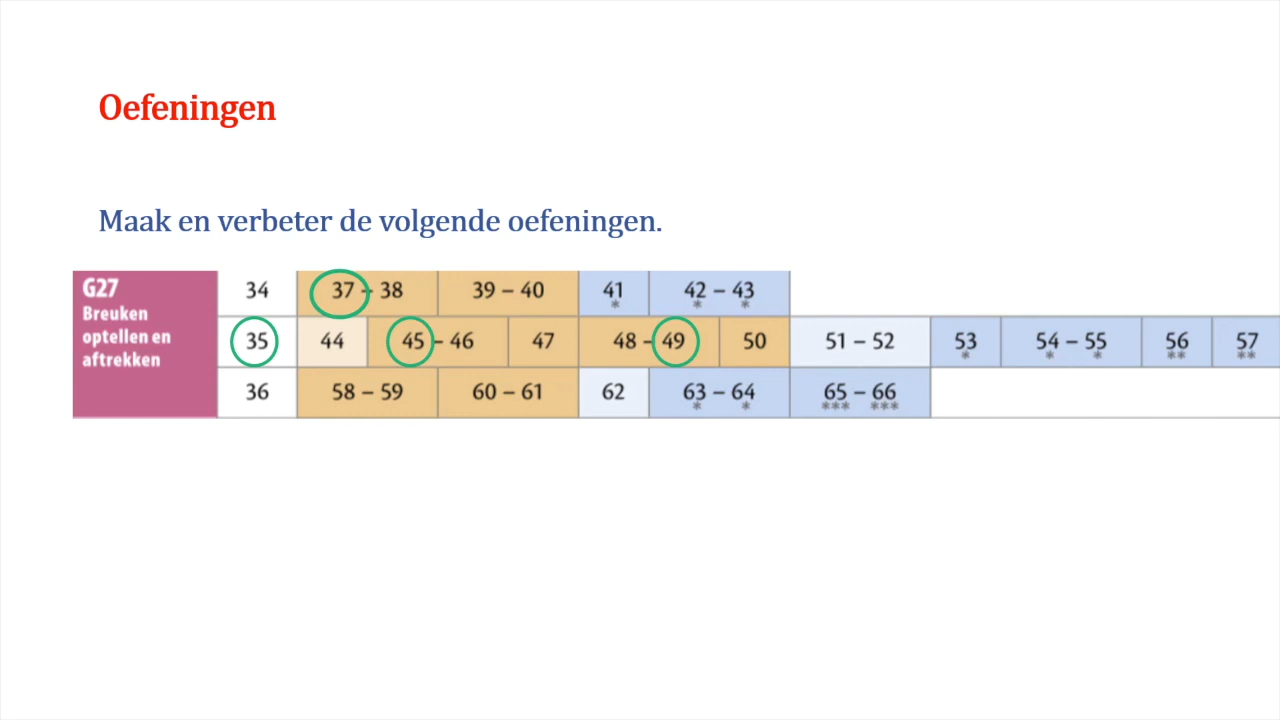 Oefeningen
Maak en verbeter de volgende oefeningen.
G27
Breuken
optellen en
aftrekken
34 37 – 38 39 – 40 41 42 – 43
* * *
35 44 45 – 46 47 48 – 49 50 51 – 52 53 54 – 55 56 57
* * * ** **
36 58 – 59 60 – 61 62 63 – 64 65 – 66
* * *** ***